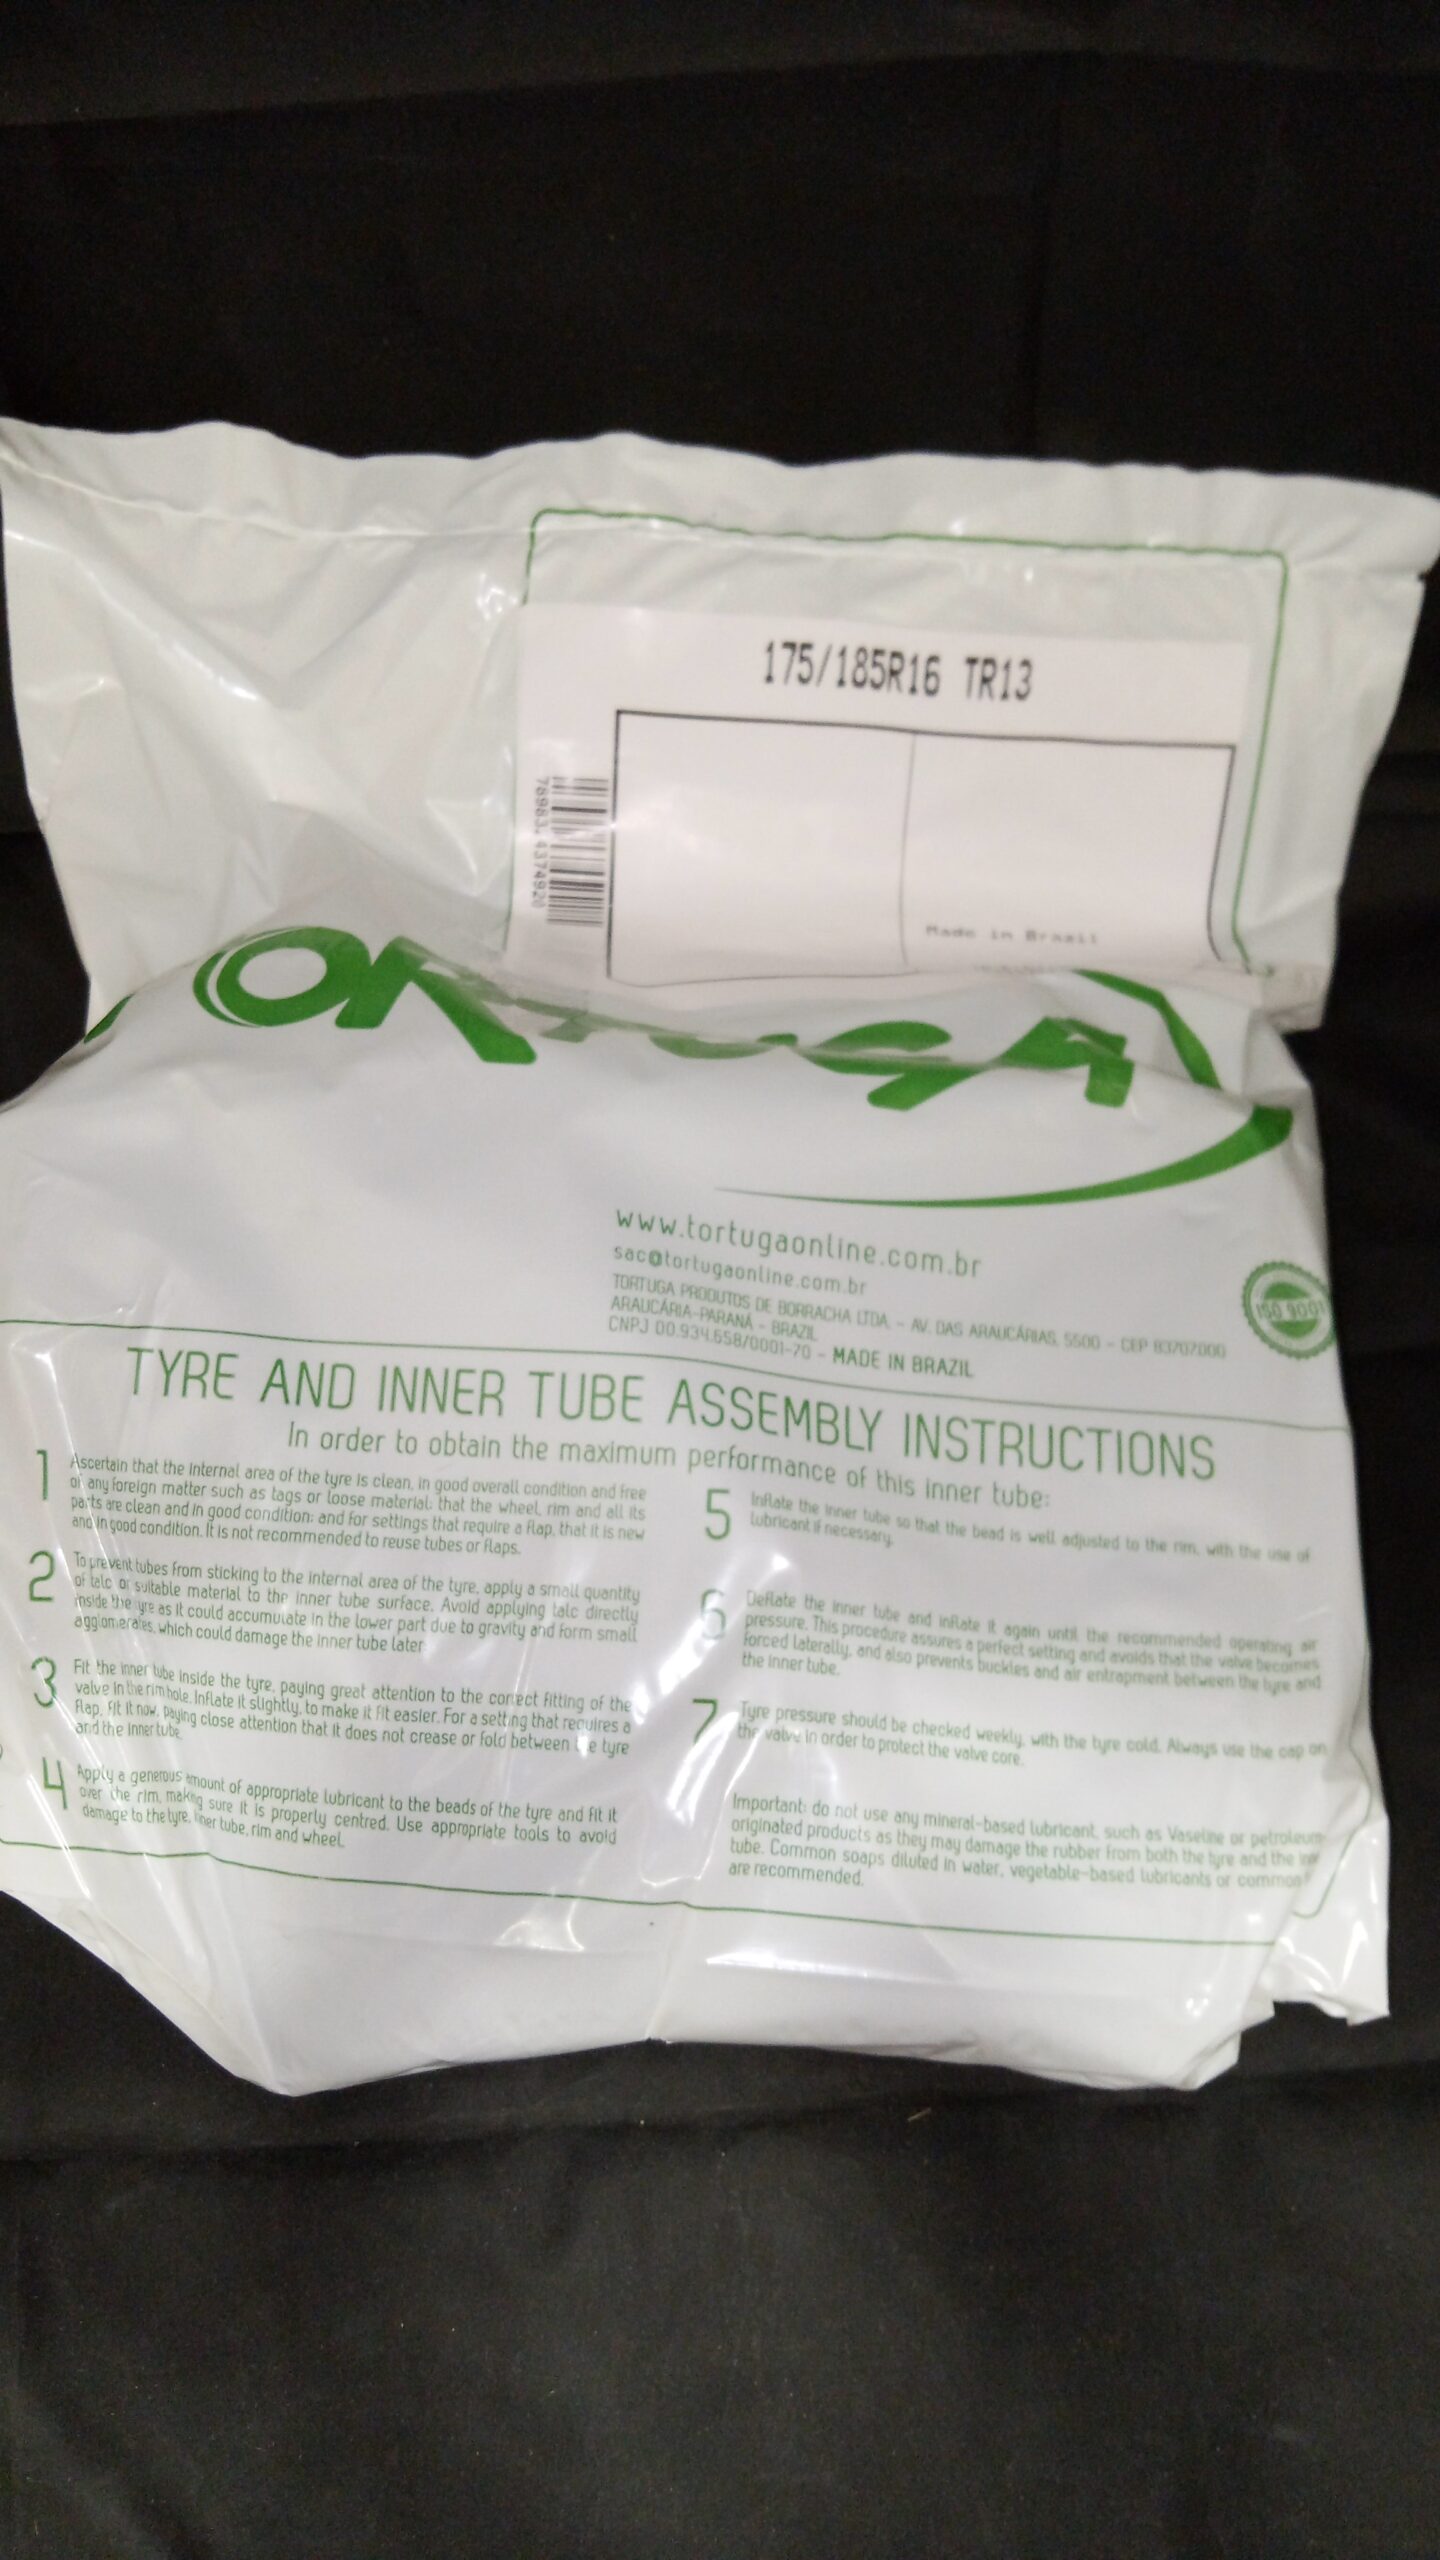 175/185R16 TR13
78983.4374920
Made in Brazil
TORTUGA
www.tortugaonline.com.br
sac@tortugaonline.com.br
TORTUGA PRODUTOS DE BORRACHA LTDA. - AV. DAS ARAUCÁRIAS, 5500 - CEP 83707.000
ARAUCÁRIA-PARANÁ - BRAZIL
CNPJ 00.934.658/0001-70 - MADE IN BRAZIL
ISO 9001
TYRE AND INNER TUBE ASSEMBLY INSTRUCTIONS
In order to obtain the maximum performance of this inner tube:
1
Ascertain that the internal area of the tyre is clean, in good overall condition and free
of any foreign matter such as tags or loose material; that the wheel, rim and all its
parts are clean and in good condition; and for settings that require a flap, that it is new
and in good condition. It is not recommended to reuse tubes or flaps.
2
To prevent tubes from sticking to the internal area of the tyre, apply a small quantity
of talc or suitable material to the inner tube surface. Avoid applying talc directly
inside the tyre as it could accumulate in the lower part due to gravity and form small
agglomerates, which could damage the inner tube later.
3
Fit the inner tube inside the tyre, paying great attention to the correct fitting of the
valve in the rim hole. Inflate it slightly, to make it fit easier. For a setting that requires a
flap, fit it now, paying close attention that it does not crease or fold between the tyre
and the inner tube.
4
Apply a generous amount of appropriate lubricant to the beads of the tyre and fit it
over the rim, making sure it is properly centred. Use appropriate tools to avoid
damage to the tyre, inner tube, rim and wheel.
5
Inflate the inner tube so that the bead is well adjusted to the rim, with the use of
lubricant if necessary.
6
Deflate the inner tube and inflate it again until the recommended operating air
pressure. This procedure assures a perfect setting and avoids that the valve becomes
forced laterally, and also prevents buckles and air entrapment between the tyre and
the inner tube.
7
Tyre pressure should be checked weekly, with the tyre cold. Always use the cap on
the valve in order to protect the valve core.
Important: do not use any mineral-based lubricant, such as Vaseline or petroleum
originated products as they may damage the rubber from both the tyre and the inner
tube. Common soaps diluted in water, vegetable-based lubricants or common
are recommended.